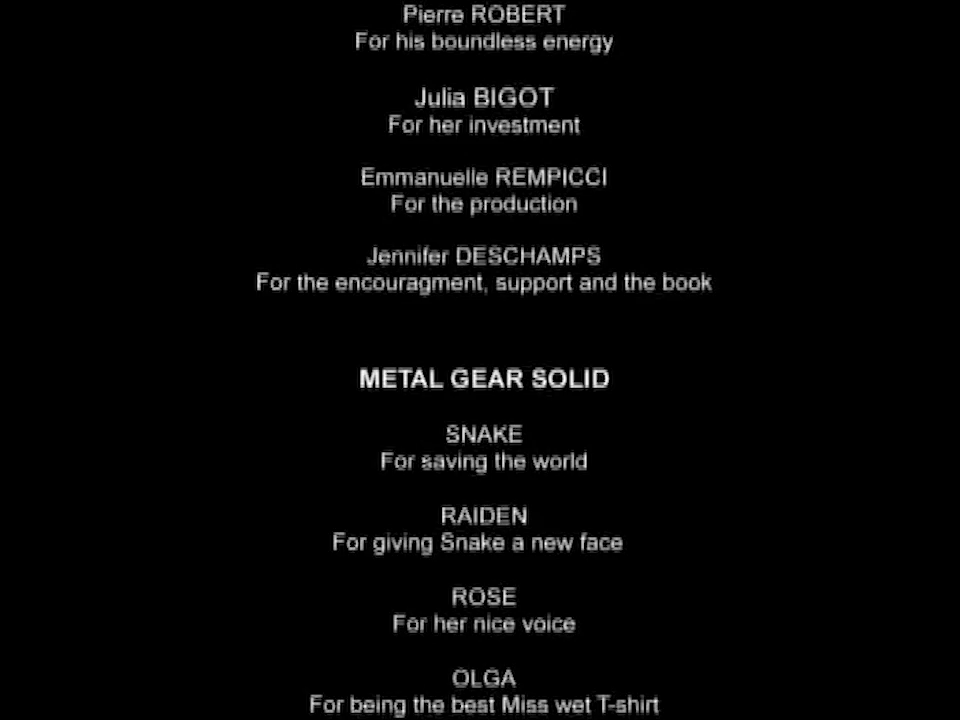 Pierre ROBERT
For his boundless energy
Julia BIGOT
For her investment
Emmanuelle REMPICCI
For the production
Jennifer DESCHAMPS
For the encouragment, support and the book
METAL GEAR SOLID
SNAKE
For saving the world
RAIDEN
For giving Snake a new face
ROSE
For her nice voice
OLGA
For being the best Miss wet T-shirt